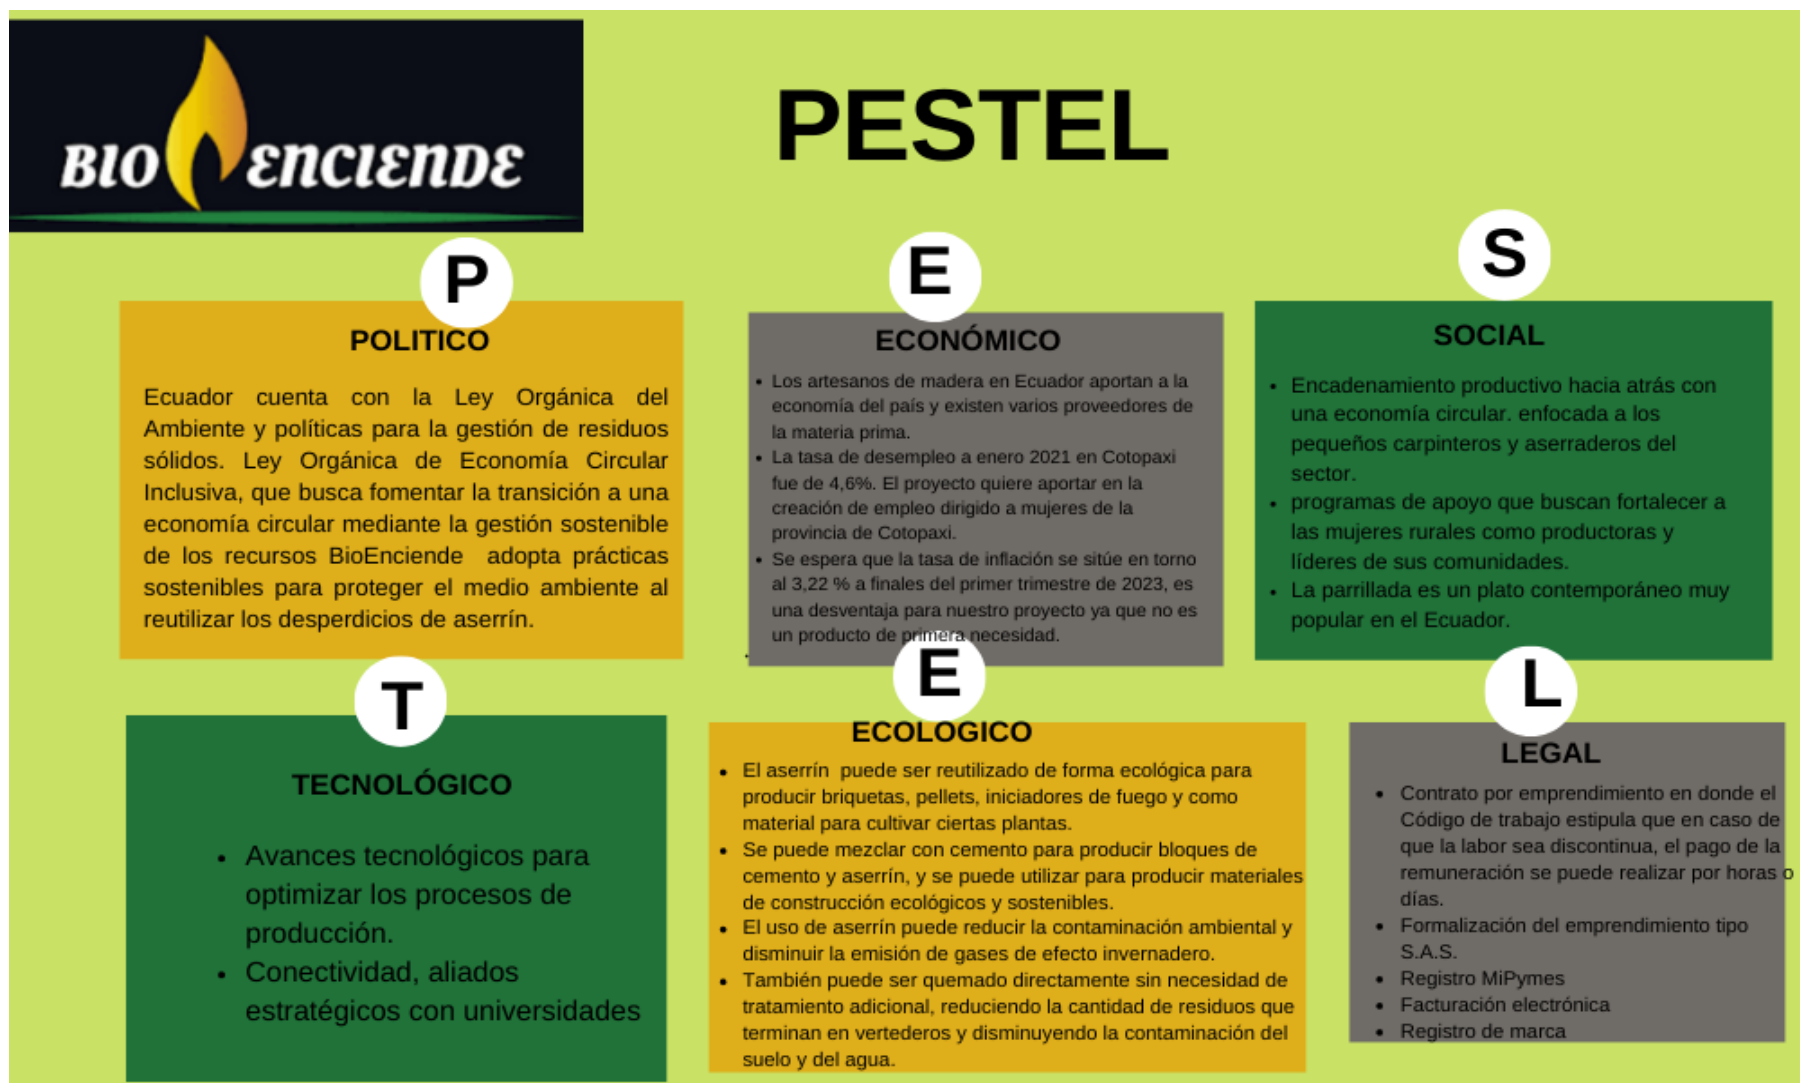 BIO ENCIENDE
PESTEL
P
POLITICO
Ecuador cuenta con la Ley Orgánica del
Ambiente y políticas para la gestión de residuos
sólidos. Ley Orgánica de Economía Circular
Inclusiva, que busca fomentar la transición a una
economía circular mediante la gestión sostenible
de los recursos BioEnciende adopta prácticas
sostenibles para proteger el medio ambiente al
reutilizar los desperdicios de aserrín.
E
ECONÓMICO
• Los artesanos de madera en Ecuador aportan a la
economía del país y existen varios proveedores de
la materia prima.
• La tasa de desempleo a enero 2021 en Cotopaxi
fue de 4,6%. El proyecto quiere aportar en la
creación de empleo dirigido a mujeres de la
provincia de Cotopaxi.
• Se espera que la tasa de inflación se sitúe en torno
al 3,22 % a finales del primer trimestre de 2023, es
una desventaja para nuestro proyecto ya que no es
un producto de primera necesidad.
S
SOCIAL
• Encadenamiento productivo hacia atrás con
una economía circular. enfocada a los
pequeños carpinteros y aserraderos del
sector.
• programas de apoyo que buscan fortalecer a
las mujeres rurales como productoras y
líderes de sus comunidades.
• La parrillada es un plato contemporáneo muy
popular en el Ecuador.
T
TECNOLÓGICO
• Avances tecnológicos para
optimizar los procesos de
producción.
• Conectividad, aliados
estratégicos con universidades
E
ECOLOGICO
• El aserrín puede ser reutilizado de forma ecológica para
producir briquetas, pellets, iniciadores de fuego y como
material para cultivar ciertas plantas.
• Se puede mezclar con cemento para producir bloques de
cemento y aserrín, y se puede utilizar para producir materiales
de construcción ecológicos y sostenibles.
• El uso de aserrín puede reducir la contaminación ambiental y
disminuir la emisión de gases de efecto invernadero.
• También puede ser quemado directamente sin necesidad de
tratamiento adicional, reduciendo la cantidad de residuos que
terminan en vertederos y disminuyendo la contaminación del
suelo y del agua.
L
LEGAL
• Contrato por emprendimiento en donde el
Código de trabajo estipula que en caso de
que la labor sea discontinua, el pago de la
remuneración se puede realizar por horas o
días.
• Formalización del emprendimiento tipo
S.A.S.
• Registro MiPymes
• Facturación electrónica
• Registro de marca